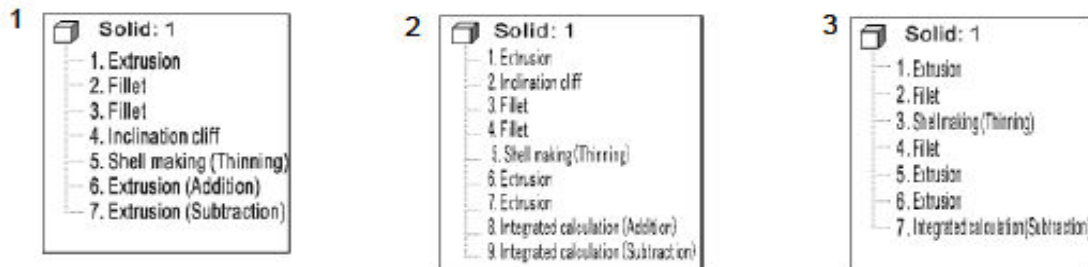 1
Solid: 1
1. Extrusion
2. Fillet
3. Fillet
4. Inclination cliff
5. Shell making (Thinning)
6. Extrusion (Addition)
7. Extrusion (Subtraction)
2
Solid: 1
1. Extrusion
2. Inclination cliff
3. Fillet
4. Fillet
5. Shell making (Thinning)
6. Extrusion
7. Extrusion
8. Integrated calculation (Addition)
9. Integrated calculation (Subtraction)
3
Solid: 1
1. Extrusion
2. Fillet
3. Shell making (Thinning)
4. Fillet
5. Extrusion
6. Extrusion
7. Integrated calculation(Subtraction)